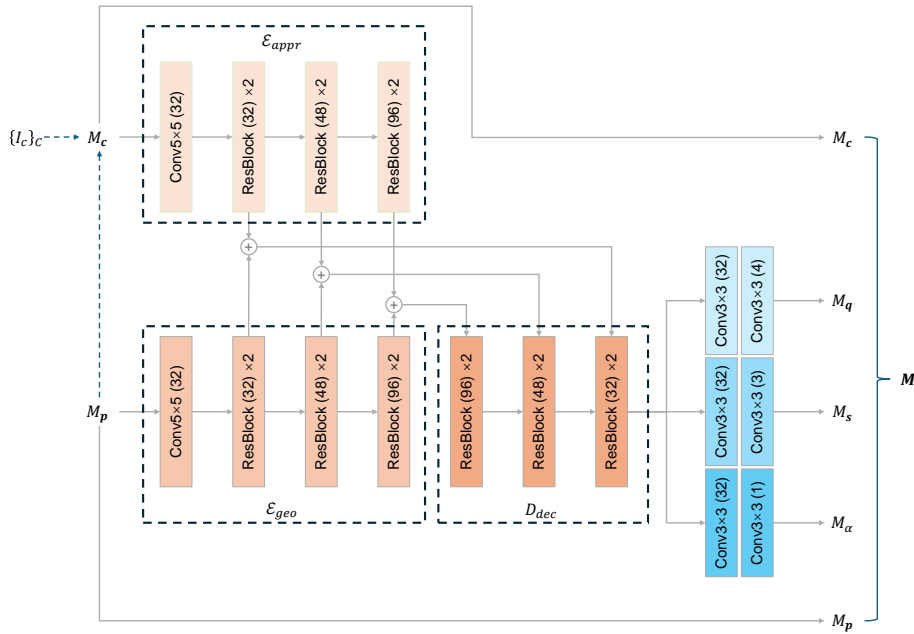 ℰ_appr
Conv5×5 (32)
ResBlock (32) ×2
ResBlock (48) ×2
ResBlock (96) ×2
{I_c}_C
M_c
M_c
+
+
+
Conv3×3 (32)
Conv3×3 (4)
M_q
M_p
Conv5×5 (32)
ResBlock (32) ×2
ResBlock (48) ×2
ResBlock (96) ×2
ℰ_geo
ResBlock (96) ×2
ResBlock (48) ×2
ResBlock (32) ×2
D_dec
Conv3×3 (32)
Conv3×3 (3)
M_s
Conv3×3 (32)
Conv3×3 (1)
M_α
M_p
M